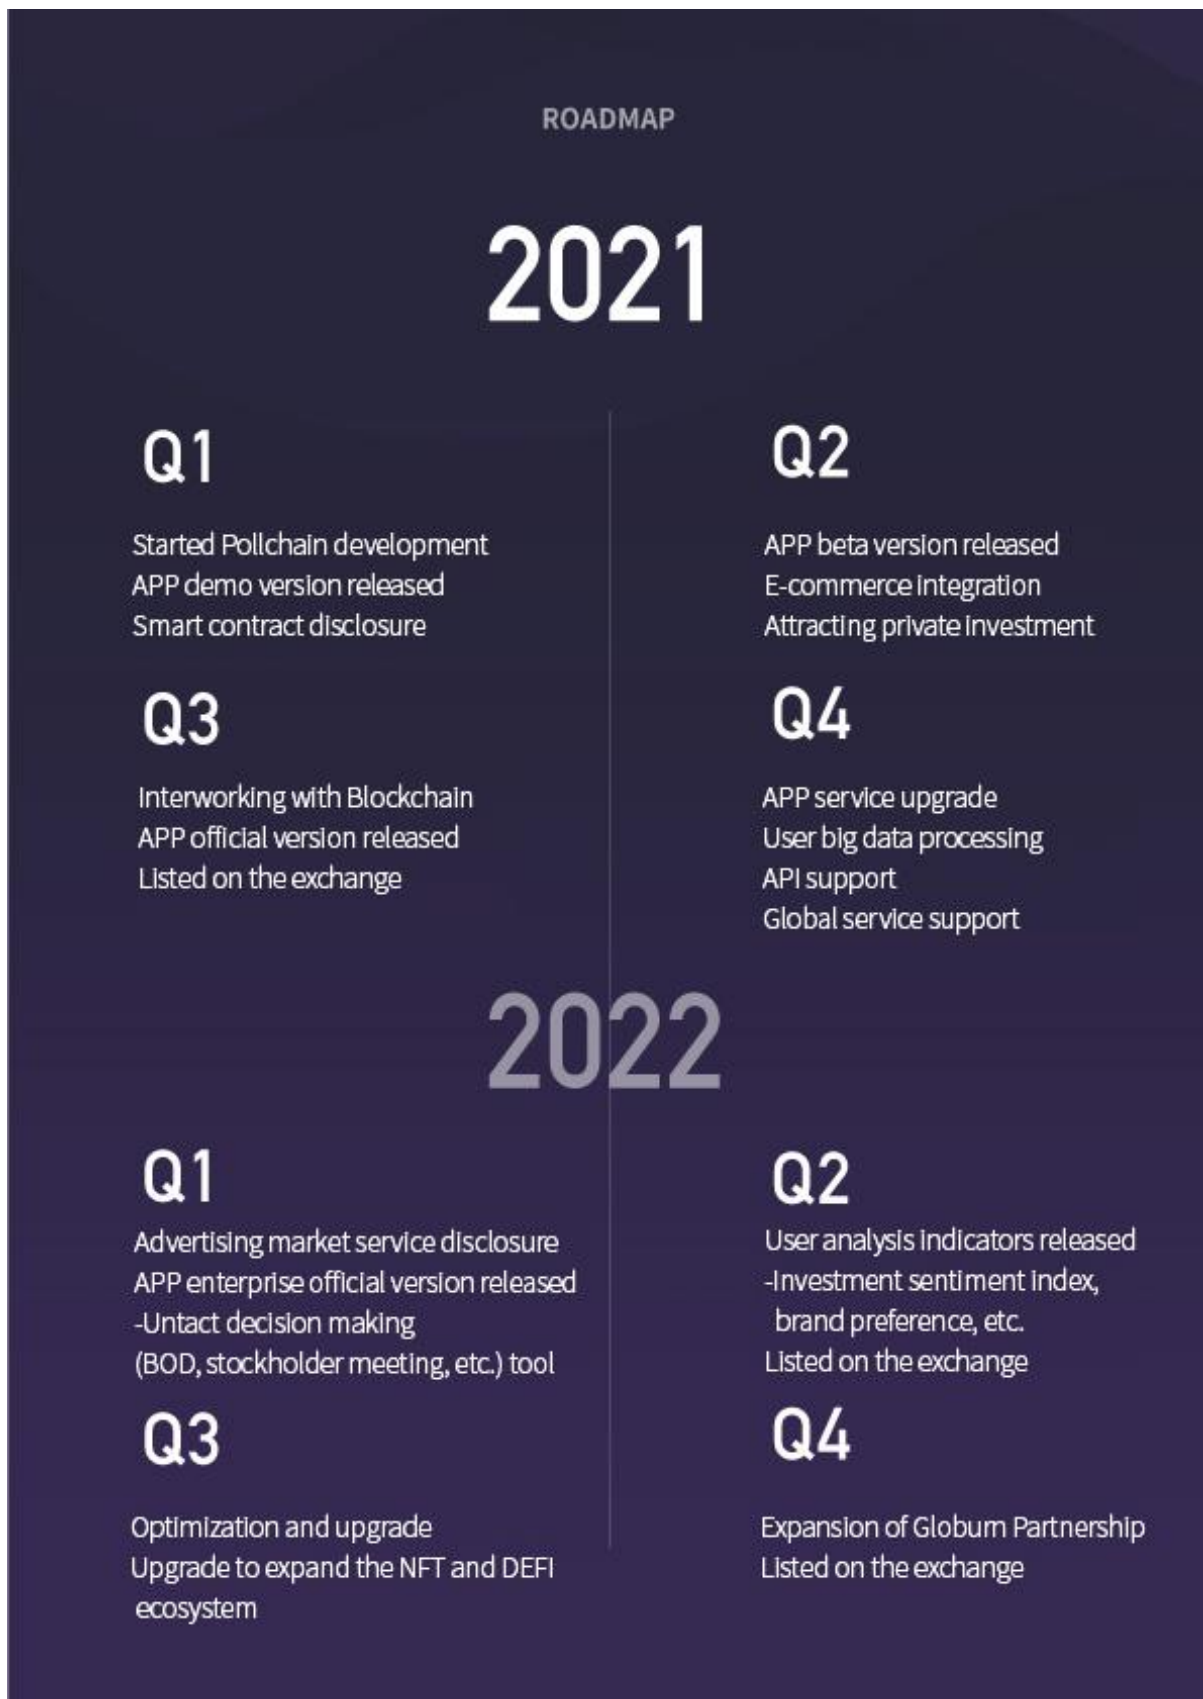 ROADMAP
2021
Q1
Started Pollchain development
APP demo version released
Smart contract disclosure
Q2
APP beta version released
E-commerce integration
Attracting private investment
Q3
Interworking with Blockchain
APP official version released
Listed on the exchange
Q4
APP service upgrade
User big data processing
API support
Global service support
2022
Q1
Advertising market service disclosure
APP enterprise official version released
-Untact decision making
(BOD, stockholder meeting, etc.) tool
Q2
User analysis indicators released
-Investment sentiment index,
brand preference, etc.
Listed on the exchange
Q3
Optimization and upgrade
Upgrade to expand the NFT and DEFI
ecosystem
Q4
Expansion of Globum Partnership
Listed on the exchange